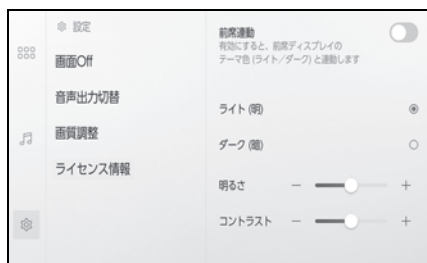 設定
画面Off
音声出力切替
画質調整
ライセンス情報
前席連動
有効にすると、前席ディスプレイの
テーマ色 (ライト／ダーク) と連動します
ライト (明)
ダーク (暗)
明るさ
コントラスト